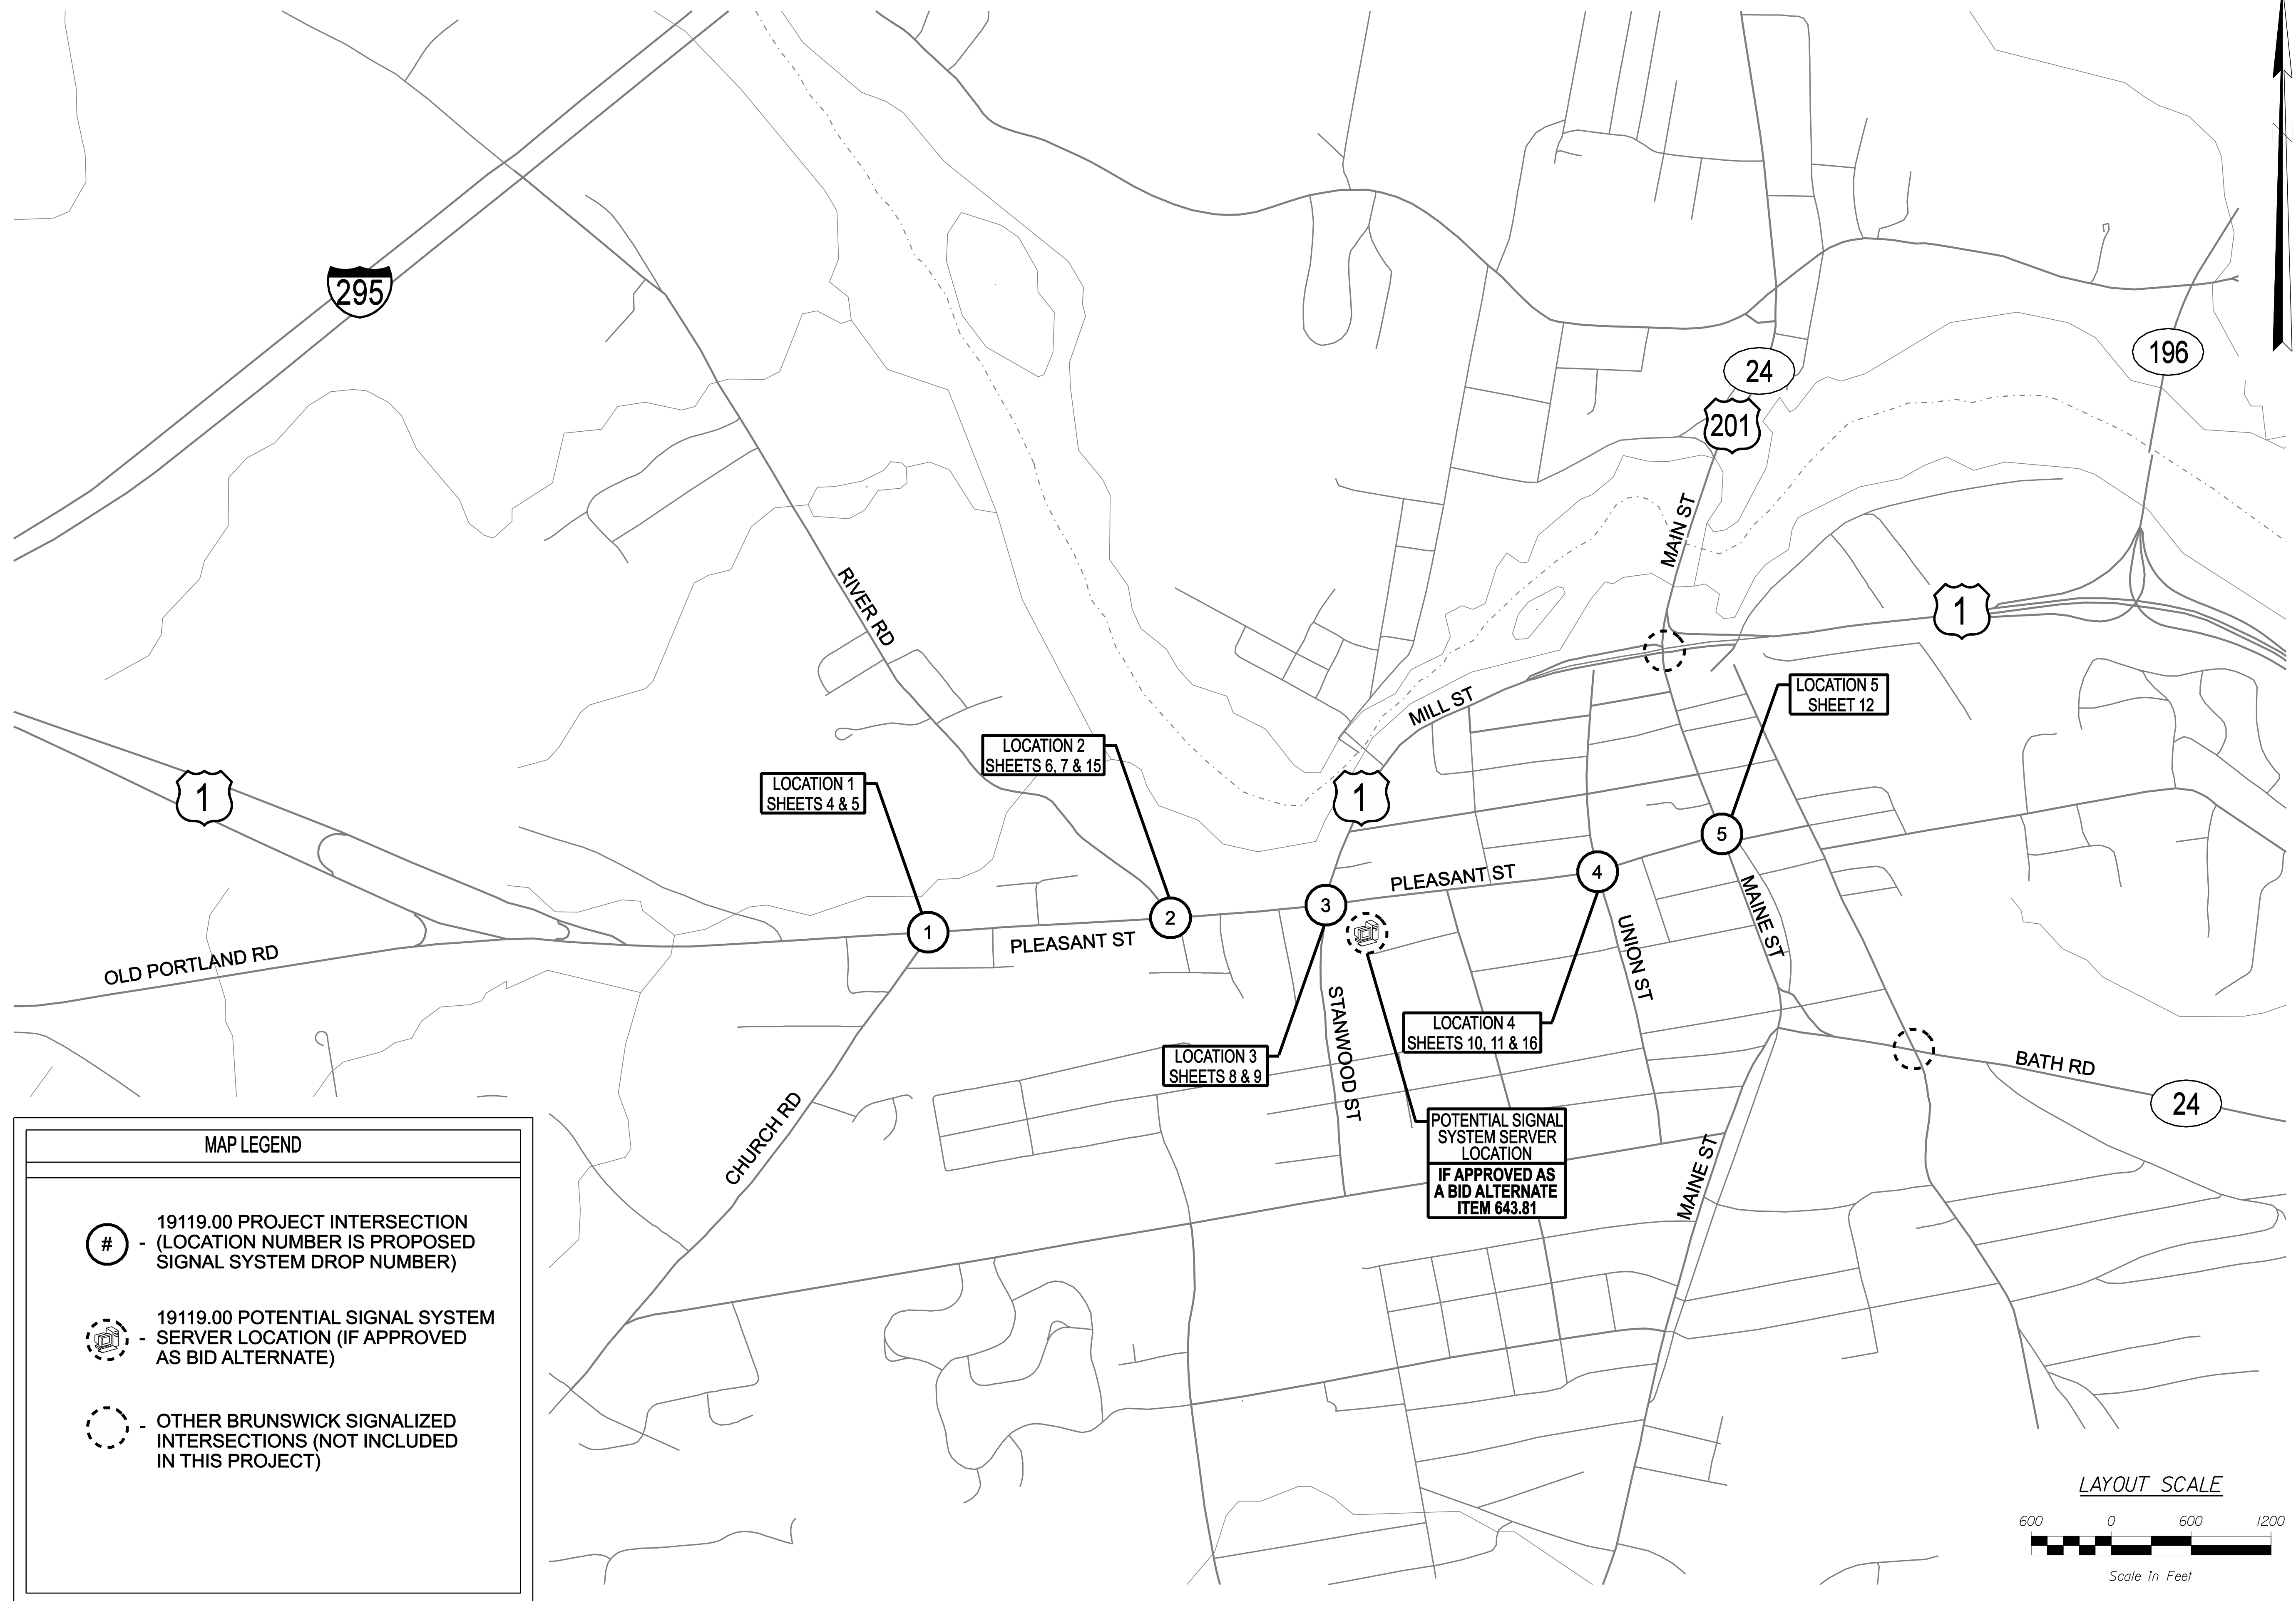 N
295
24
196
201
MAIN ST
1
RIVER RD
LOCATION 5
SHEET 12
MILL ST
LOCATION 2
SHEETS 6, 7 & 15
LOCATION 1
SHEETS 4 & 5
1
1
5
4
PLEASANT ST
3
2
1
PLEASANT ST
MAINE ST
UNION ST
OLD PORTLAND RD
STANWOOD ST
LOCATION 4
SHEETS 10, 11 & 16
LOCATION 3
SHEETS 8 & 9
BATH RD
24
CHURCH RD
POTENTIAL SIGNAL
SYSTEM SERVER
LOCATION
IF APPROVED AS
A BID ALTERNATE
ITEM 643.81
MAINE ST
MAP LEGEND
# - 19119.00 PROJECT INTERSECTION
(LOCATION NUMBER IS PROPOSED
SIGNAL SYSTEM DROP NUMBER)
- 19119.00 POTENTIAL SIGNAL SYSTEM
SERVER LOCATION (IF APPROVED
AS BID ALTERNATE)
- OTHER BRUNSWICK SIGNALIZED
INTERSECTIONS (NOT INCLUDED
IN THIS PROJECT)
LAYOUT SCALE
600 0 600 1200
Scale in Feet